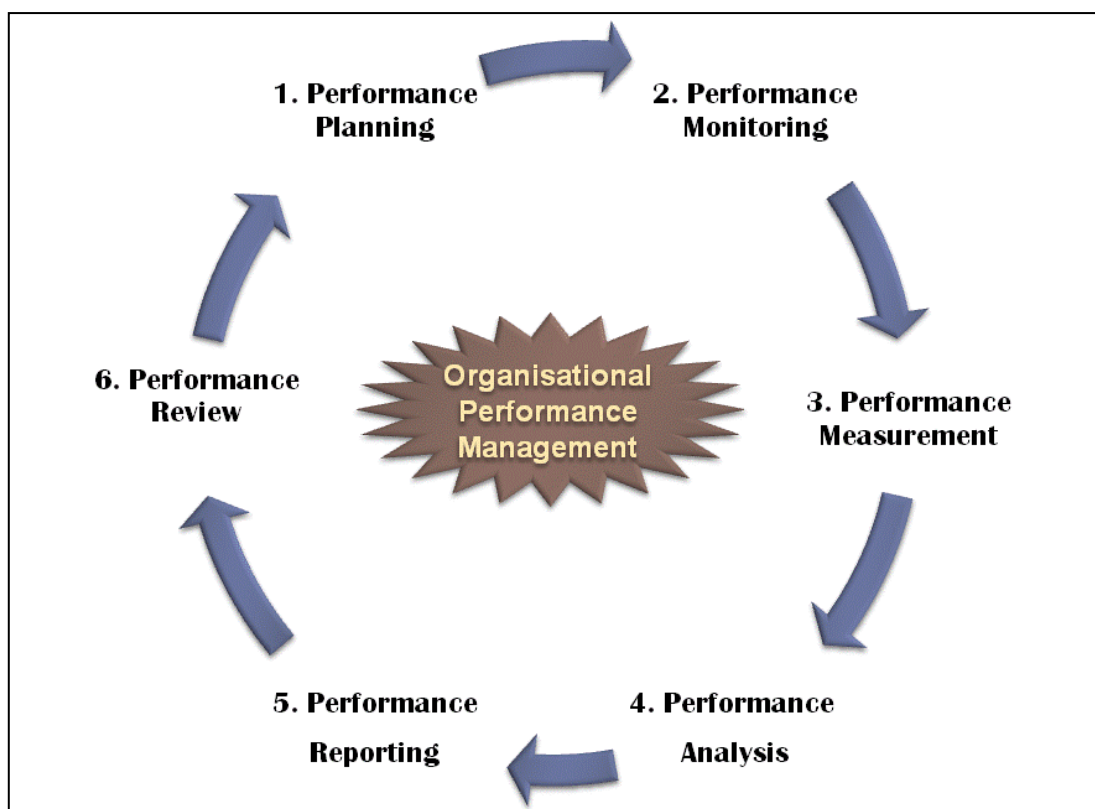 1. Performance
Planning
2. Performance
Monitoring
3. Performance
Measurement
4. Performance
Analysis
5. Performance
Reporting
6. Performance
Review
Organisational
Performance
Management